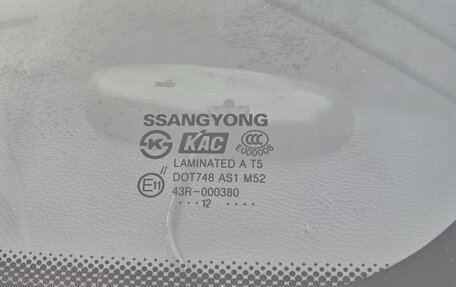 SSANGYONG
KAC
E000008
LAMINATED A T5
DOT748 AS1 M52
E11 43R-000380
•••12 ••••